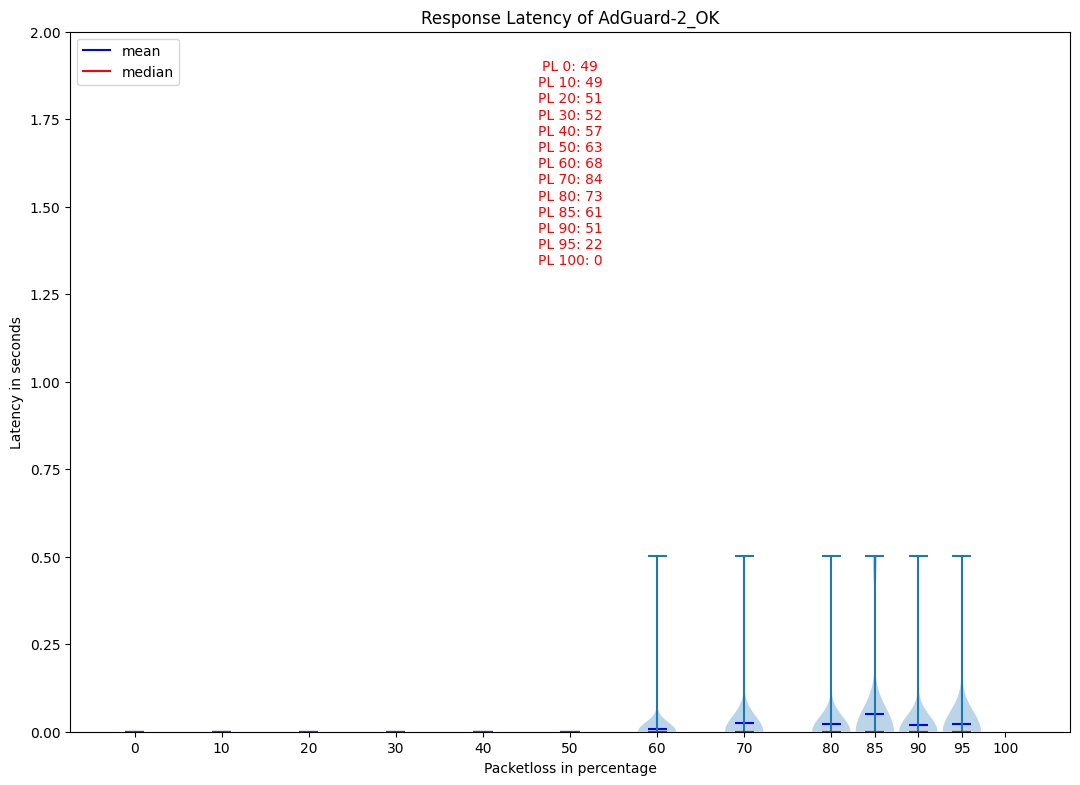 Response Latency of AdGuard-2_OK
mean
median
PL 0: 49
PL 10: 49
PL 20: 51
PL 30: 52
PL 40: 57
PL 50: 63
PL 60: 68
PL 70: 84
PL 80: 73
PL 85: 61
PL 90: 51
PL 95: 22
PL 100: 0
Latency in seconds
2.00
1.75
1.50
1.25
1.00
0.75
0.50
0.25
0.00
0 10 20 30 40 50 60 70 80 85 90 95 100
Packetloss in percentage